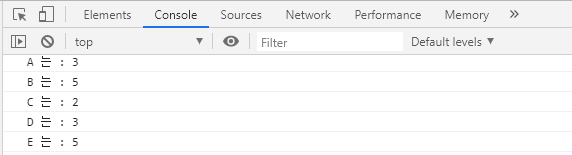 Elements Console Sources Network Performance Memory »
top ▼ Filter Default levels ▼
A 는 : 3
B 는 : 5
C 는 : 2
D 는 : 3
E 는 : 5